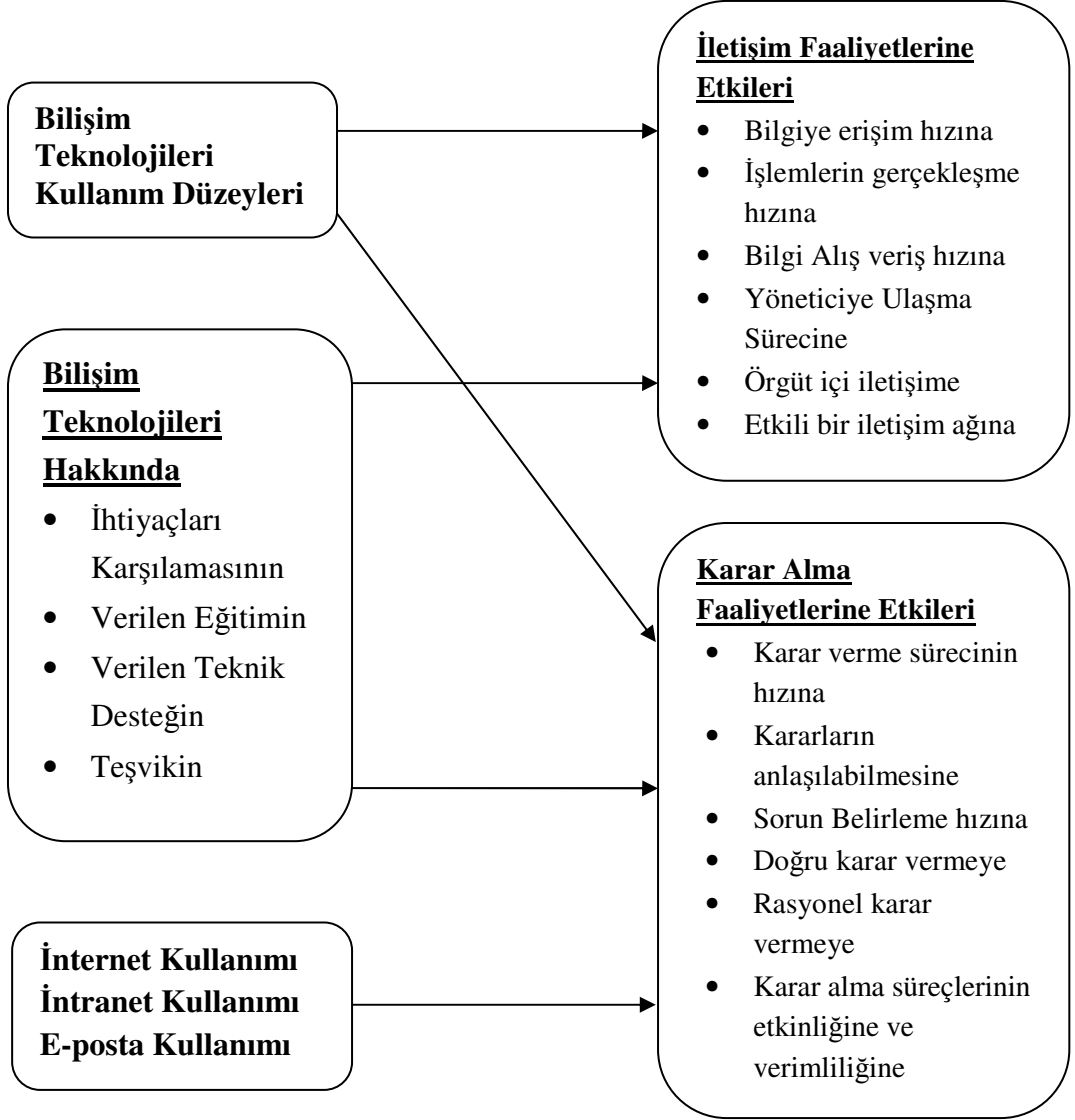 Bilişim
Teknolojileri
Kullanım Düzeyleri
Bilişim
Teknolojileri
Hakkında
• İhtiyaçları
Karşılamasının
• Verilen Eğitimin
• Verilen Teknik
Desteğin
• Teşvikin
İnternet Kullanımı
İntranet Kullanımı
E-posta Kullanımı
İletişim Faaliyetlerine
Etkileri
• Bilgiye erişim hızına
• İşlemlerin gerçekleşme
hızına
• Bilgi Alış veriş hızına
• Yöneticiye Ulaşma
Sürecine
• Örgüt içi iletişime
• Etkili bir iletişim ağına
Karar Alma
Faaliyetlerine Etkileri
• Karar verme sürecinin
hızına
• Kararların
anlaşılabilmesine
• Sorun Belirleme hızına
• Doğru karar vermeye
• Rasyonel karar
vermeye
• Karar alma süreçlerinin
etkinliğine ve
verimliliğine